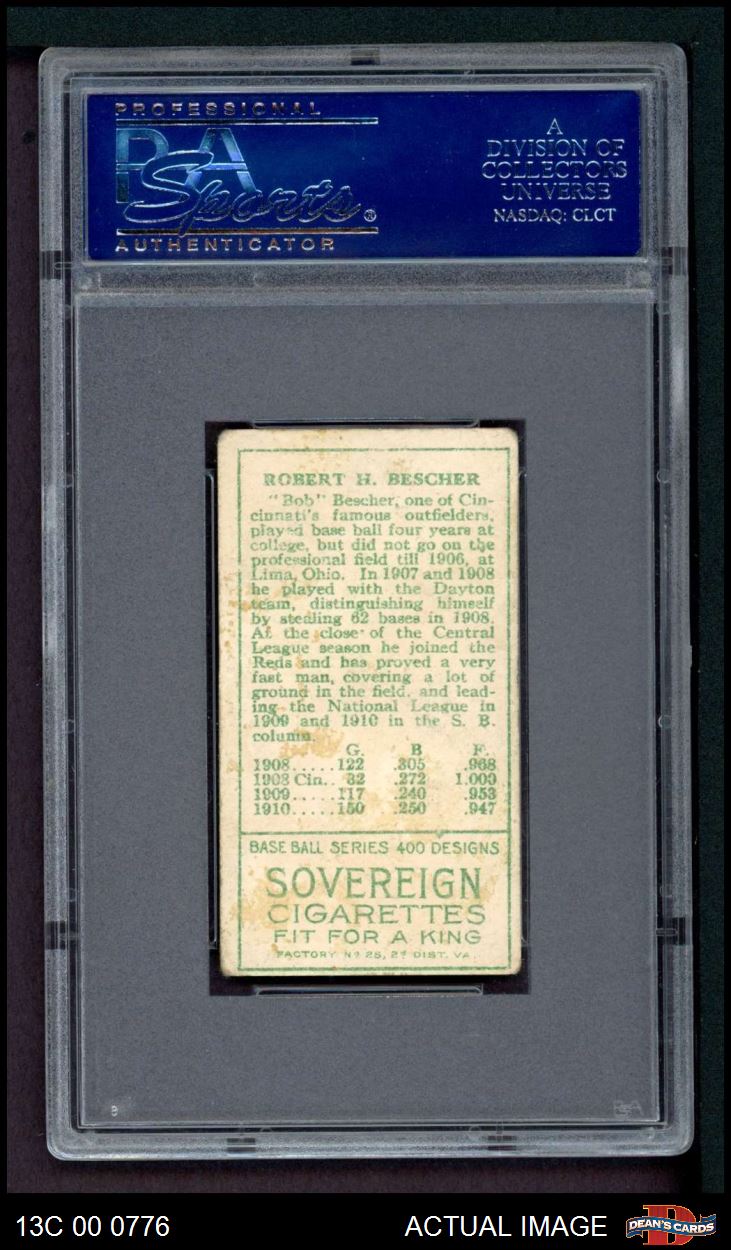 PROFESSIONAL
PSA
Sports®
AUTHENTICATOR
A
DIVISION OF
COLLECTORS
UNIVERSE
NASDAQ: CLCT
ROBERT H. BESCHER
"Bob" Bescher, one of Cin-
cinnati's famous outfielders,
played base ball four years at
college, but did not go on the
professional field till 1906, at
Lima, Ohio. In 1907 and 1908
he played with the Dayton
team, distinguishing himself
by stealing 62 bases in 1908.
At the close of the Central
League season he joined the
Reds and has proved a very
fast man, covering a lot of
ground in the field, and lead-
ing the National League in
1909 and 1910 in the S. B.
column.
G. B F.
1908.....122 .305 .968
1908 Cin.. 32 .272 1.000
1909.....117 .240 .953
1910.....150 .250 .947
BASE BALL SERIES 400 DESIGNS
SOVEREIGN
CIGARETTES
FIT FOR A KING
FACTORY Nº 25, 2D DIST. VA.
PSA
13C 00 0776
ACTUAL IMAGE
DEAN'S CARDS